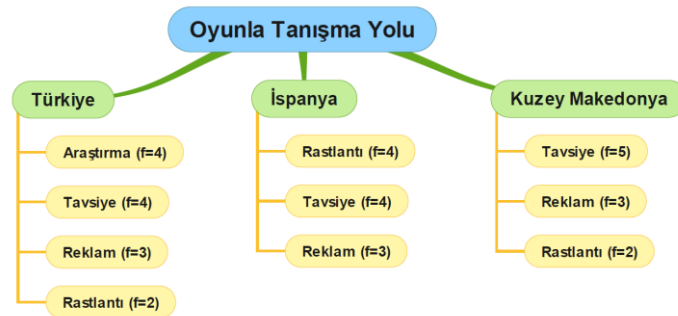 Oyunla Tanışma Yolu
Türkiye
Araştırma (f=4)
Tavsiye (f=4)
Reklam (f=3)
Rastlantı (f=2)
İspanya
Rastlantı (f=4)
Tavsiye (f=4)
Reklam (f=3)
Kuzey Makedonya
Tavsiye (f=5)
Reklam (f=3)
Rastlantı (f=2)